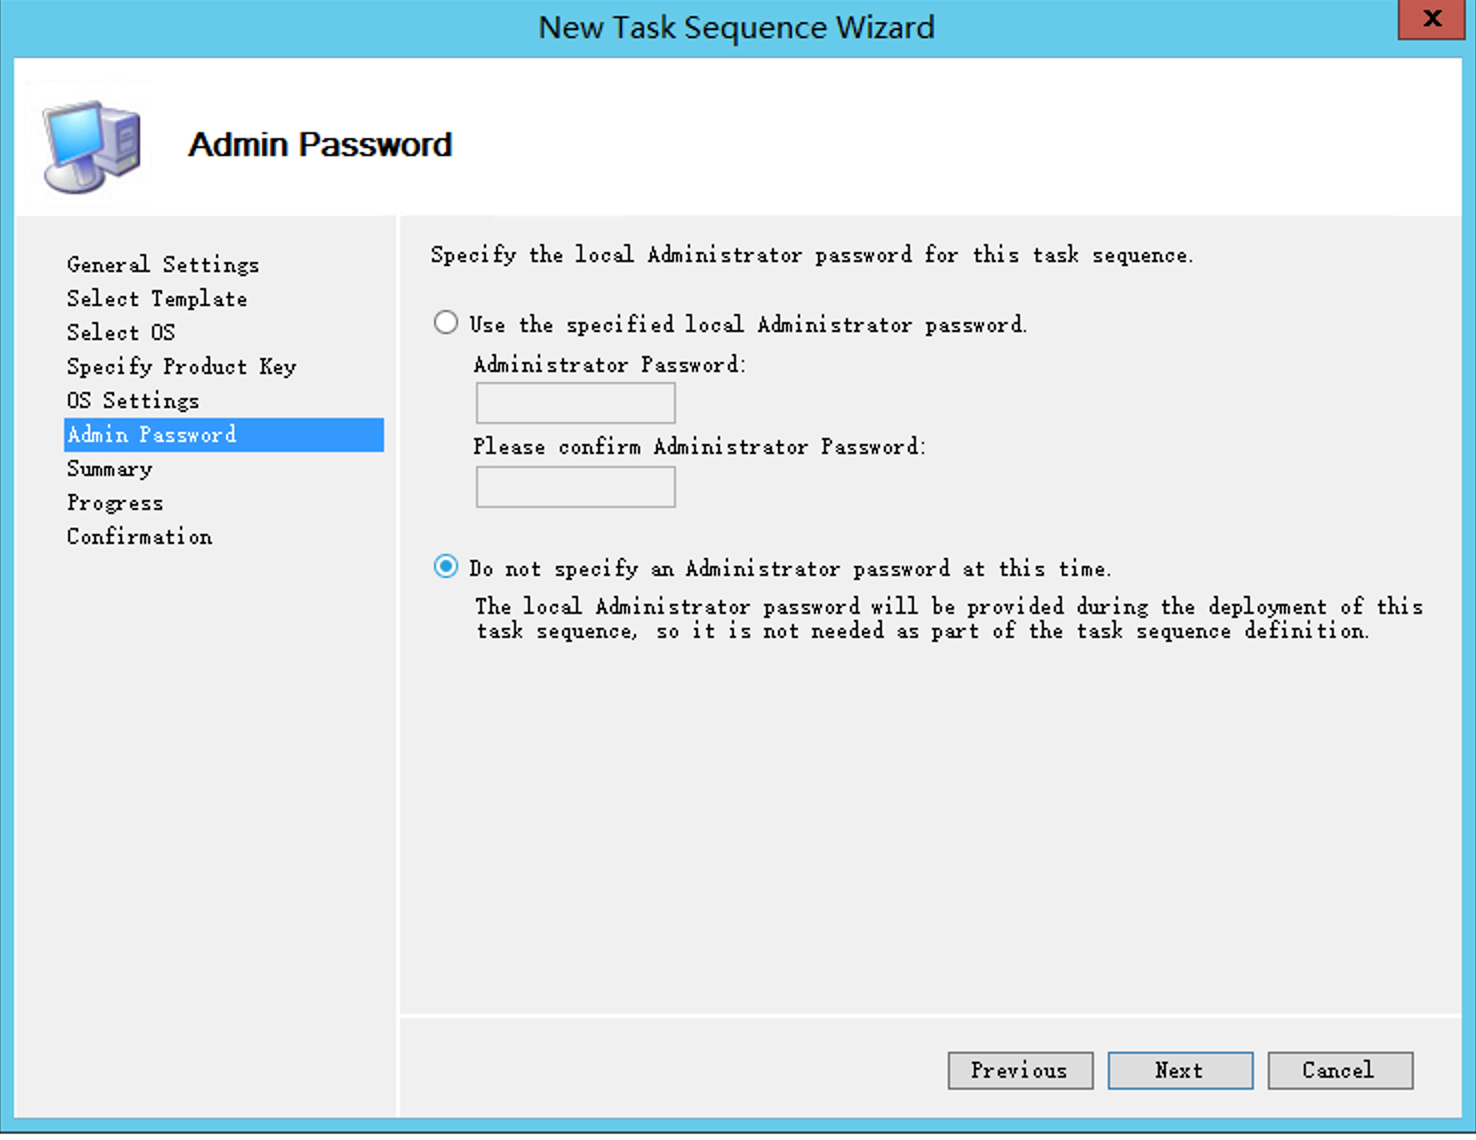 New Task Sequence Wizard
x
Admin Password
General Settings
Select Template
Select OS
Specify Product Key
OS Settings
Admin Password
Summary
Progress
Confirmation
Specify the local Administrator password for this task sequence.
Use the specified local Administrator password.
Administrator Password:
Please confirm Administrator Password:
Do not specify an Administrator password at this time.
The local Administrator password will be provided during the deployment of this
task sequence, so it is not needed as part of the task sequence definition.
Previous
Next
Cancel